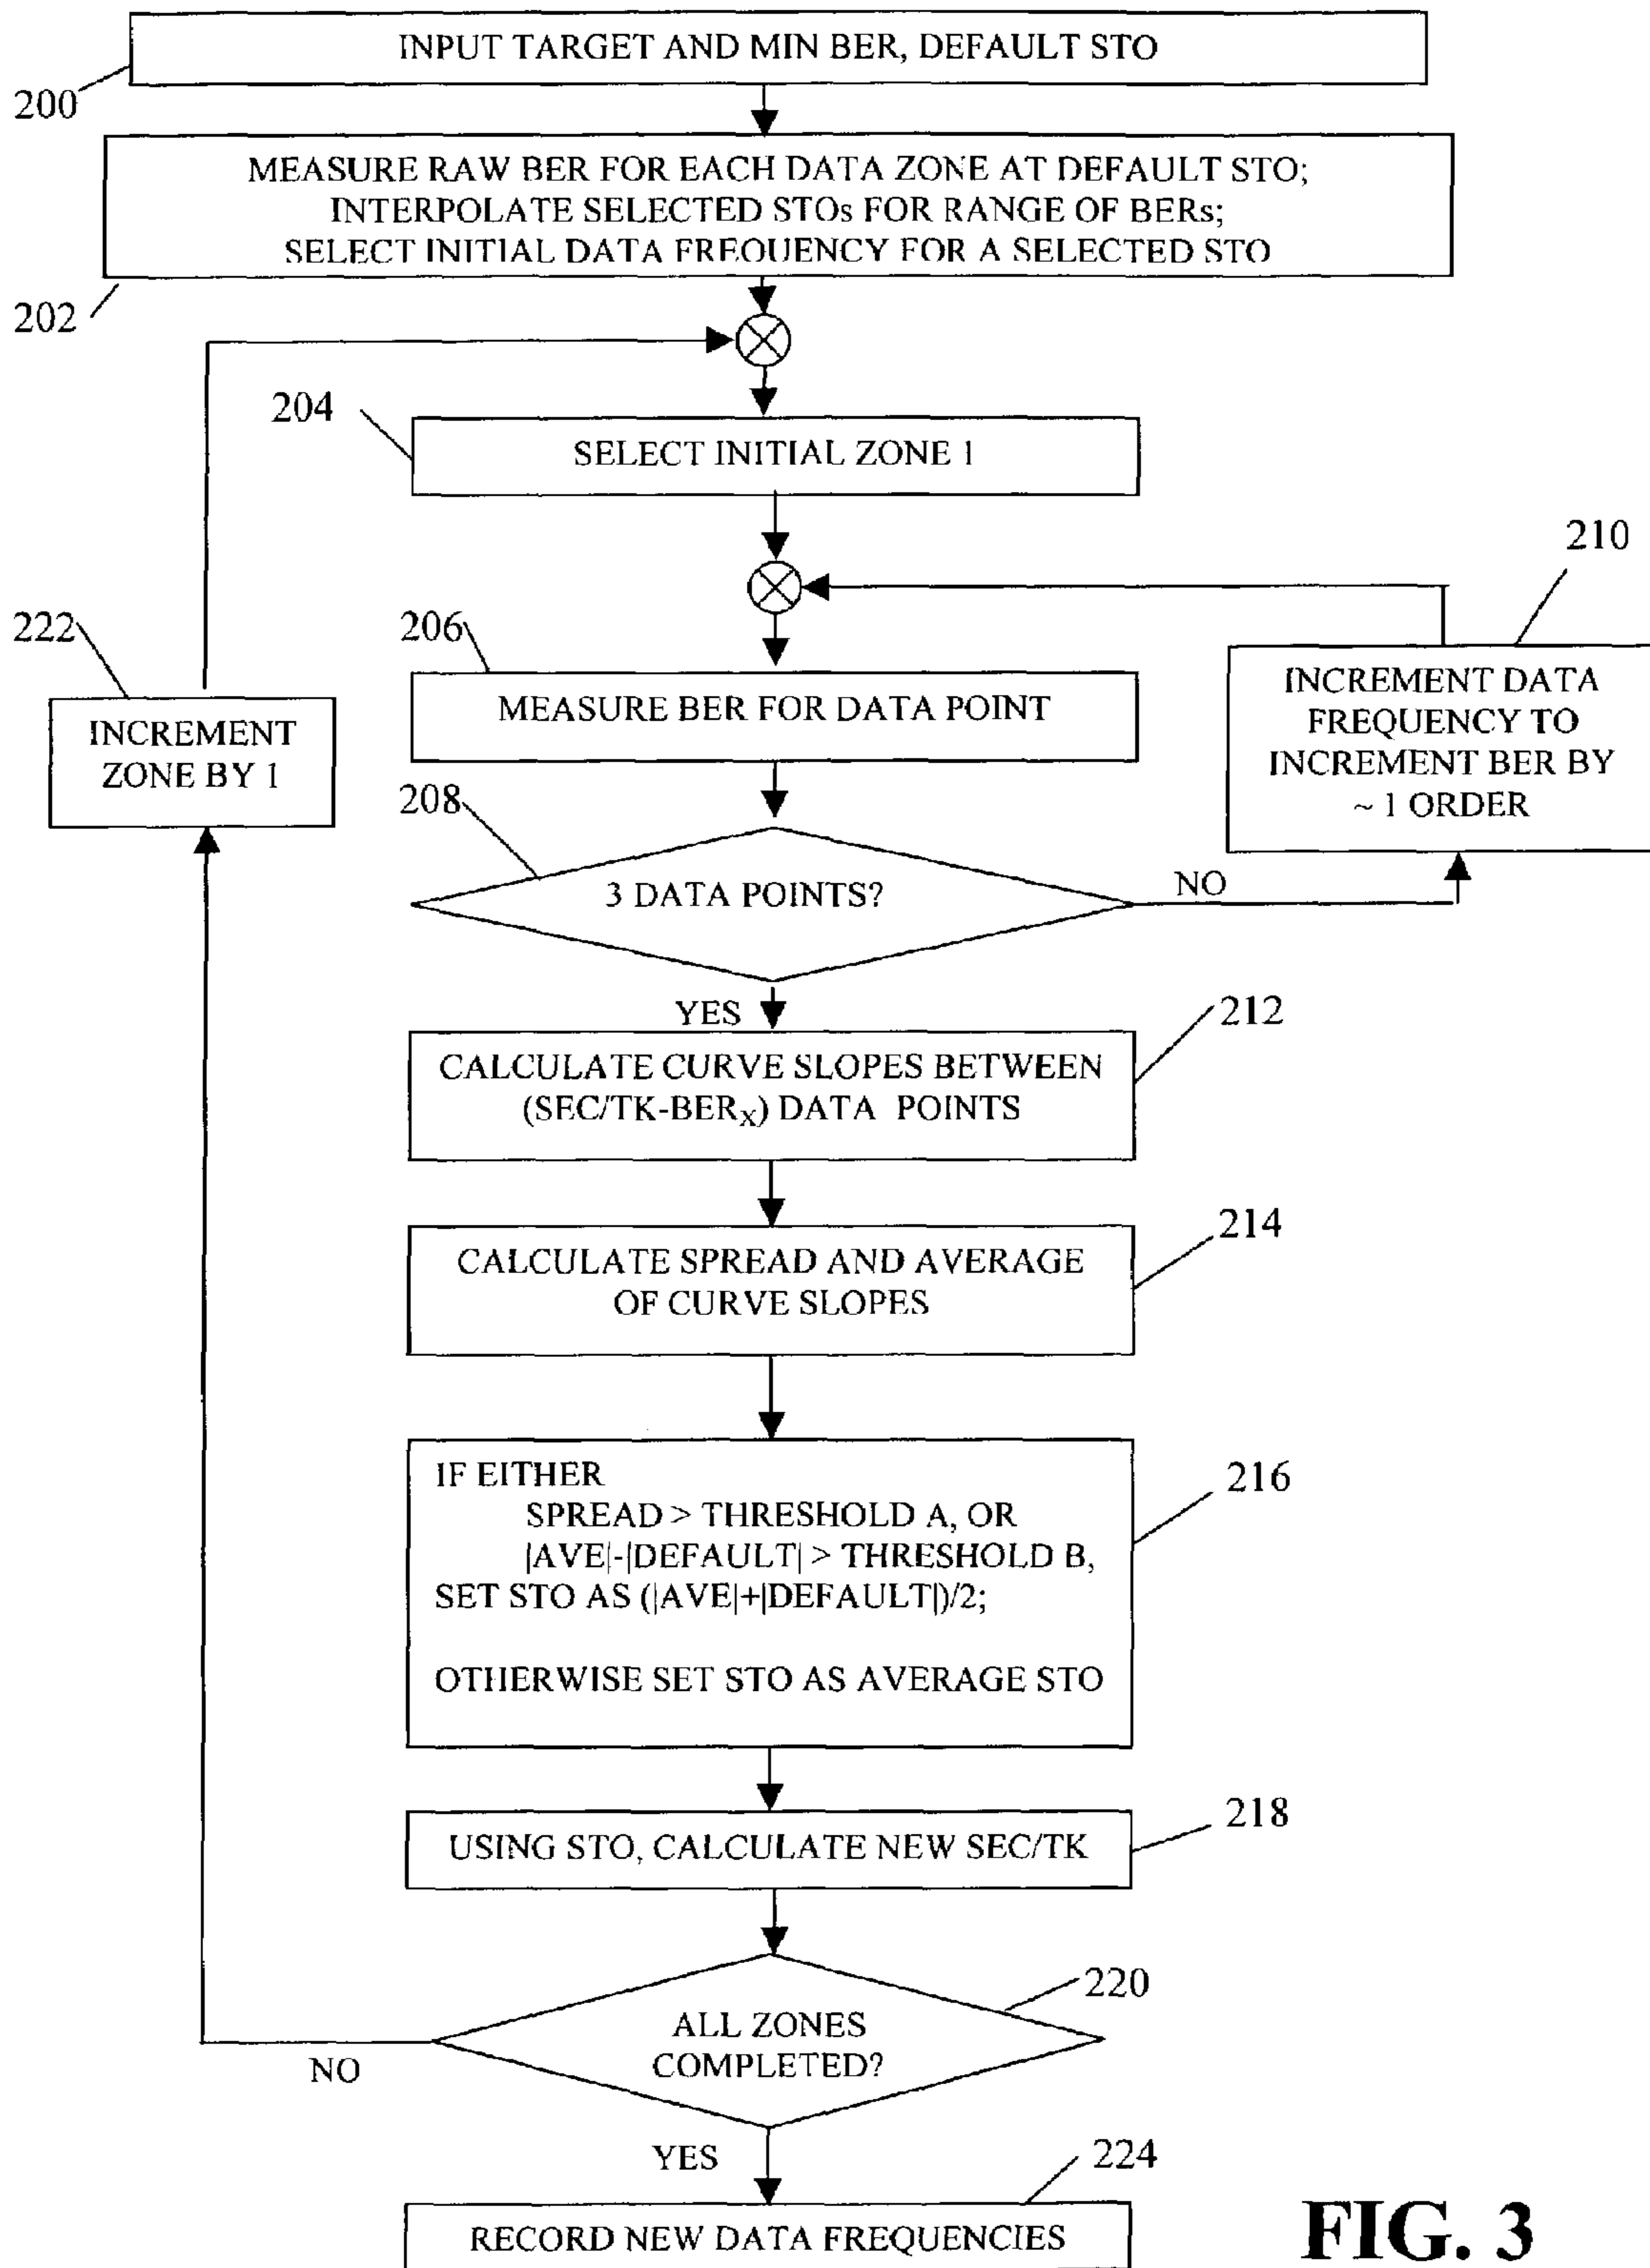 INPUT TARGET AND MIN BER, DEFAULT STO
200
MEASURE RAW BER FOR EACH DATA ZONE AT DEFAULT STO;
INTERPOLATE SELECTED STOs FOR RANGE OF BERs;
SELECT INITIAL DATA FREQUENCY FOR A SELECTED STO
202
204
SELECT INITIAL ZONE 1
210
222
206
INCREMENT
ZONE BY 1
MEASURE BER FOR DATA POINT
INCREMENT DATA
FREQUENCY TO
INCREMENT BER BY
~ 1 ORDER
208
3 DATA POINTS?
NO
YES
212
CALCULATE CURVE SLOPES BETWEEN
(SEC/TK-BERX) DATA POINTS
214
CALCULATE SPREAD AND AVERAGE
OF CURVE SLOPES
216
IF EITHER
SPREAD > THRESHOLD A, OR
|AVE|-|DEFAULT| > THRESHOLD B,
SET STO AS (|AVE|+|DEFAULT|)/2;
OTHERWISE SET STO AS AVERAGE STO
218
USING STO, CALCULATE NEW SEC/TK
220
ALL ZONES
COMPLETED?
NO
YES
224
RECORD NEW DATA FREQUENCIES
FIG. 3